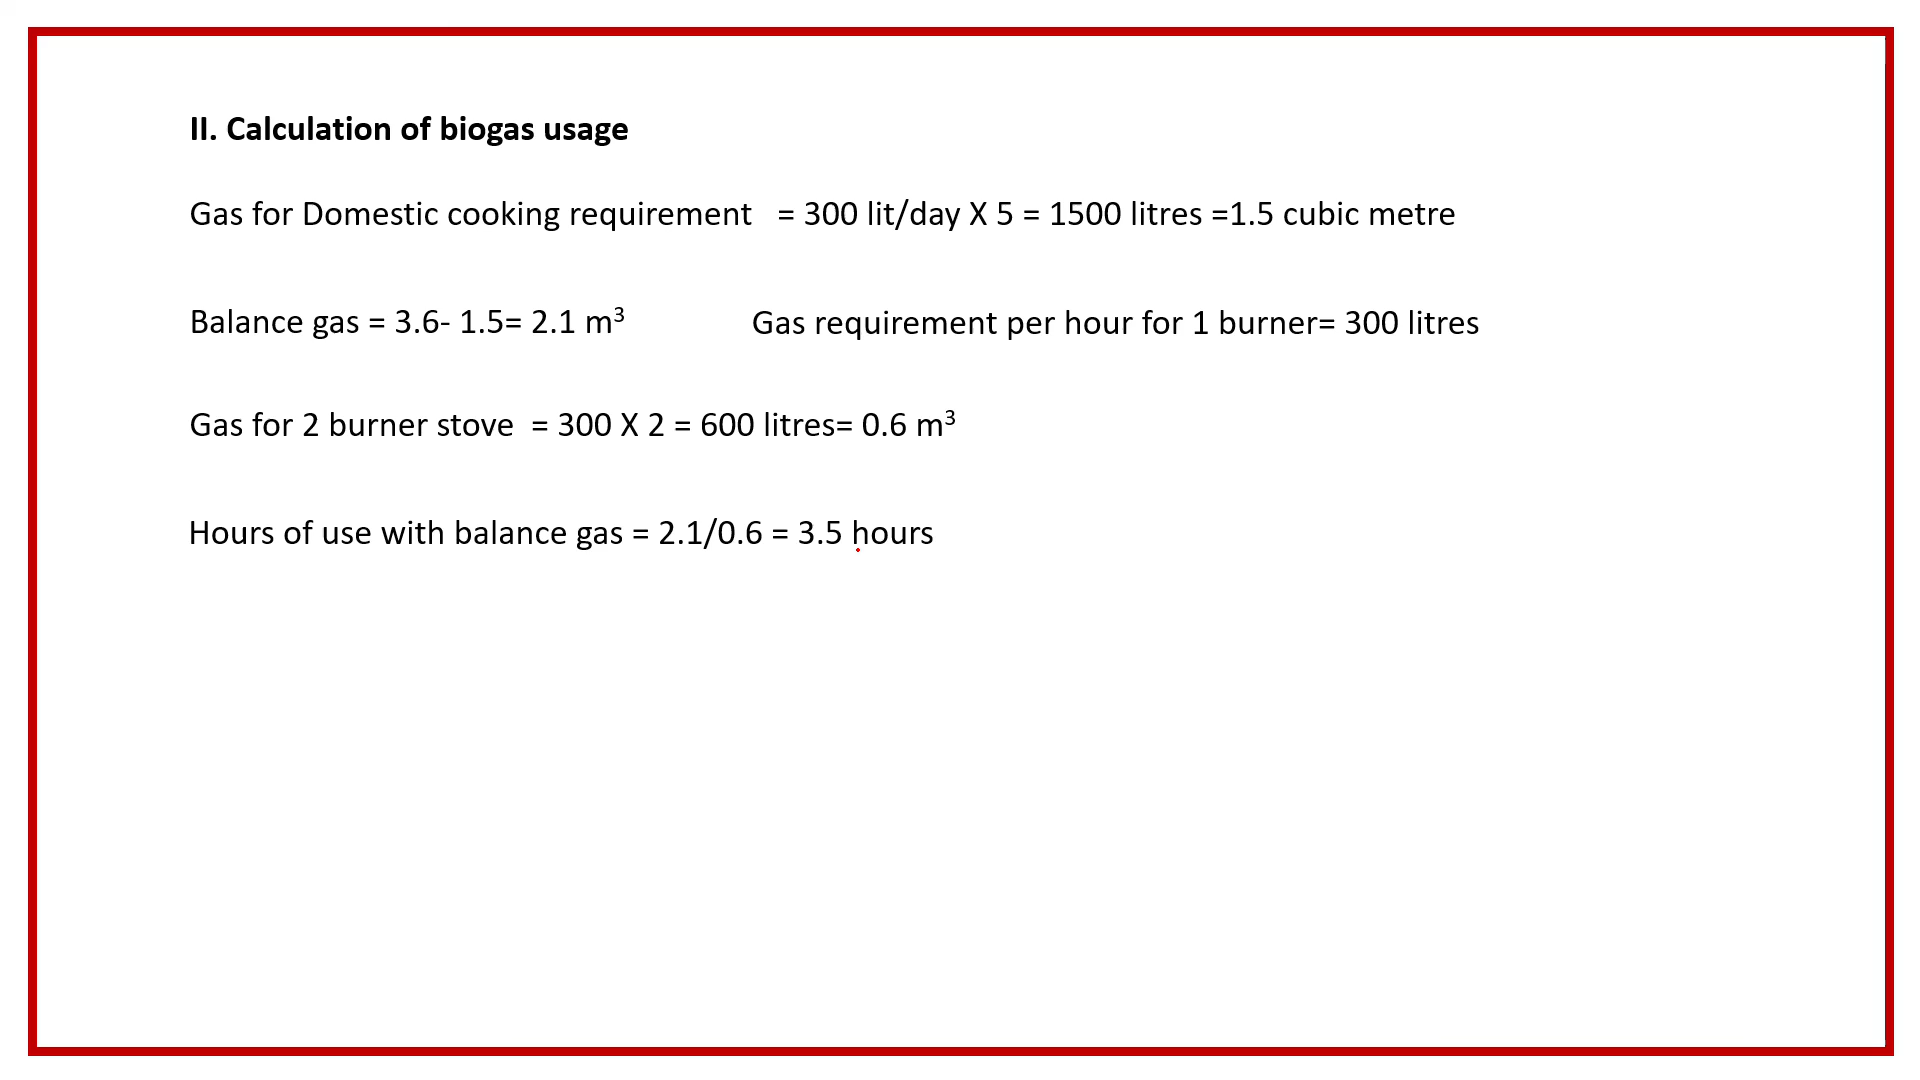 II. Calculation of biogas usage
Gas for Domestic cooking requirement = 300 lit/day X 5 = 1500 litres =1.5 cubic metre
Balance gas = 3.6- 1.5= 2.1 m³ Gas requirement per hour for 1 burner= 300 litres
Gas for 2 burner stove = 300 X 2 = 600 litres= 0.6 m³
Hours of use with balance gas = 2.1/0.6 = 3.5 hours